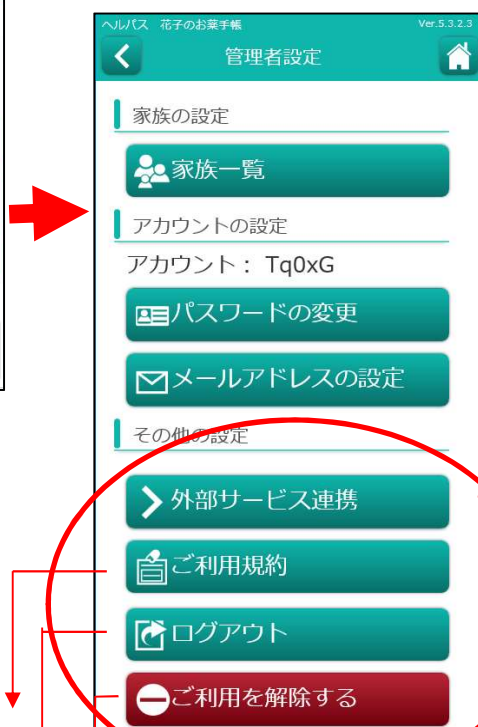 ヘルパス 花子のお薬手帳 Ver.5.3.2.3
管理者設定
家族の設定
家族一覧
アカウントの設定
アカウント： Tq0xG
パスワードの変更
メールアドレスの設定
その他の設定
外部サービス連携
ご利用規約
ログアウト
ご利用を解除する